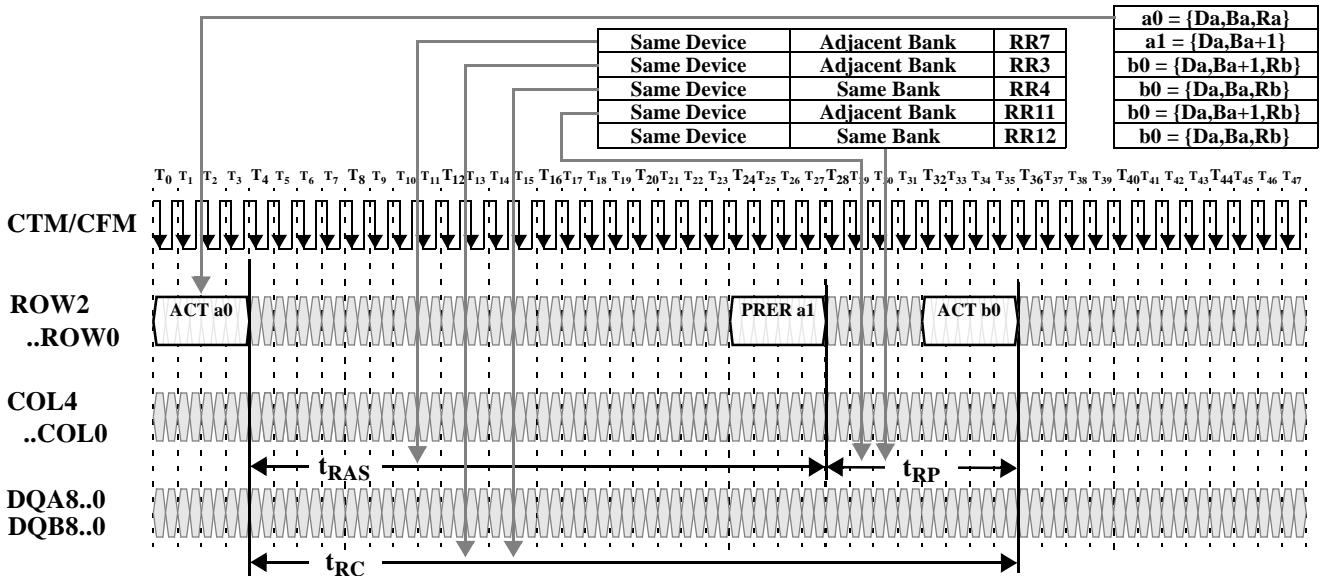 a0 = {Da,Ba,Ra}
Same Device Adjacent Bank RR7 a1 = {Da,Ba+1}
Same Device Adjacent Bank RR3 b0 = {Da,Ba+1,Rb}
Same Device Same Bank RR4 b0 = {Da,Ba,Rb}
Same Device Adjacent Bank RR11 b0 = {Da,Ba+1,Rb}
Same Device Same Bank RR12 b0 = {Da,Ba,Rb}
T0 T1 T2 T3 T4 T5 T6 T7 T8 T9 T10 T11 T12 T13 T14 T15 T16 T17 T18 T19 T20 T21 T22 T23 T24 T25 T26 T27 T28 T29 T30 T31 T32 T33 T34 T35 T36 T37 T38 T39 T40 T41 T42 T43 T44 T45 T46 T47
CTM/CFM
ROW2
..ROW0
ACT a0 PRER a1 ACT b0
COL4
..COL0
tRAS tRP
DQA8..0
DQB8..0
tRC